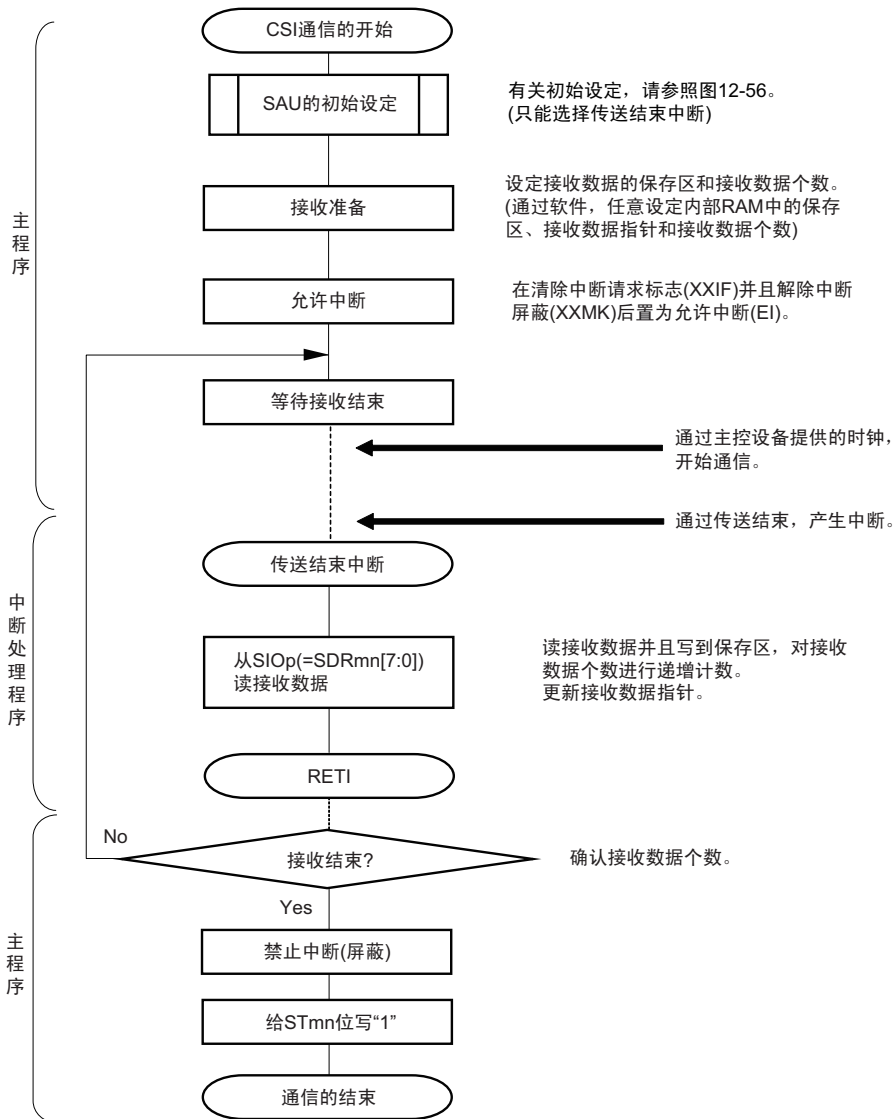 CSI通信的开始
SAU的初始设定
有关初始设定，请参照图12-56。
(只能选择传送结束中断)
主程序
接收准备
设定接收数据的保存区和接收数据个数。
(通过软件，任意设定内部RAM中的保存
区、接收数据指针和接收数据个数)
允许中断
在清除中断请求标志(XXIF)并且解除中断
屏蔽(XXMK)后置为允许中断(EI)。
等待接收结束
通过主控设备提供的时钟，
开始通信。
通过传送结束，产生中断。
传送结束中断
中断处理程序
从SIOp(=SDRmn[7:0])
读接收数据
读接收数据并且写到保存区，对接收
数据个数进行递增计数。
更新接收数据指针。
RETI
No
接收结束?
确认接收数据个数。
Yes
主程序
禁止中断(屏蔽)
给STmn位写“1”
通信的结束